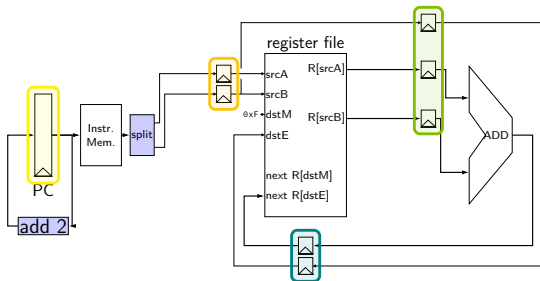 register file
srcA
srcB
0xF
dstM
dstE
next R[dstM]
next R[dstE]
R[srcA]
R[srcB]
Instr.
Mem.
split
PC
add 2
ADD